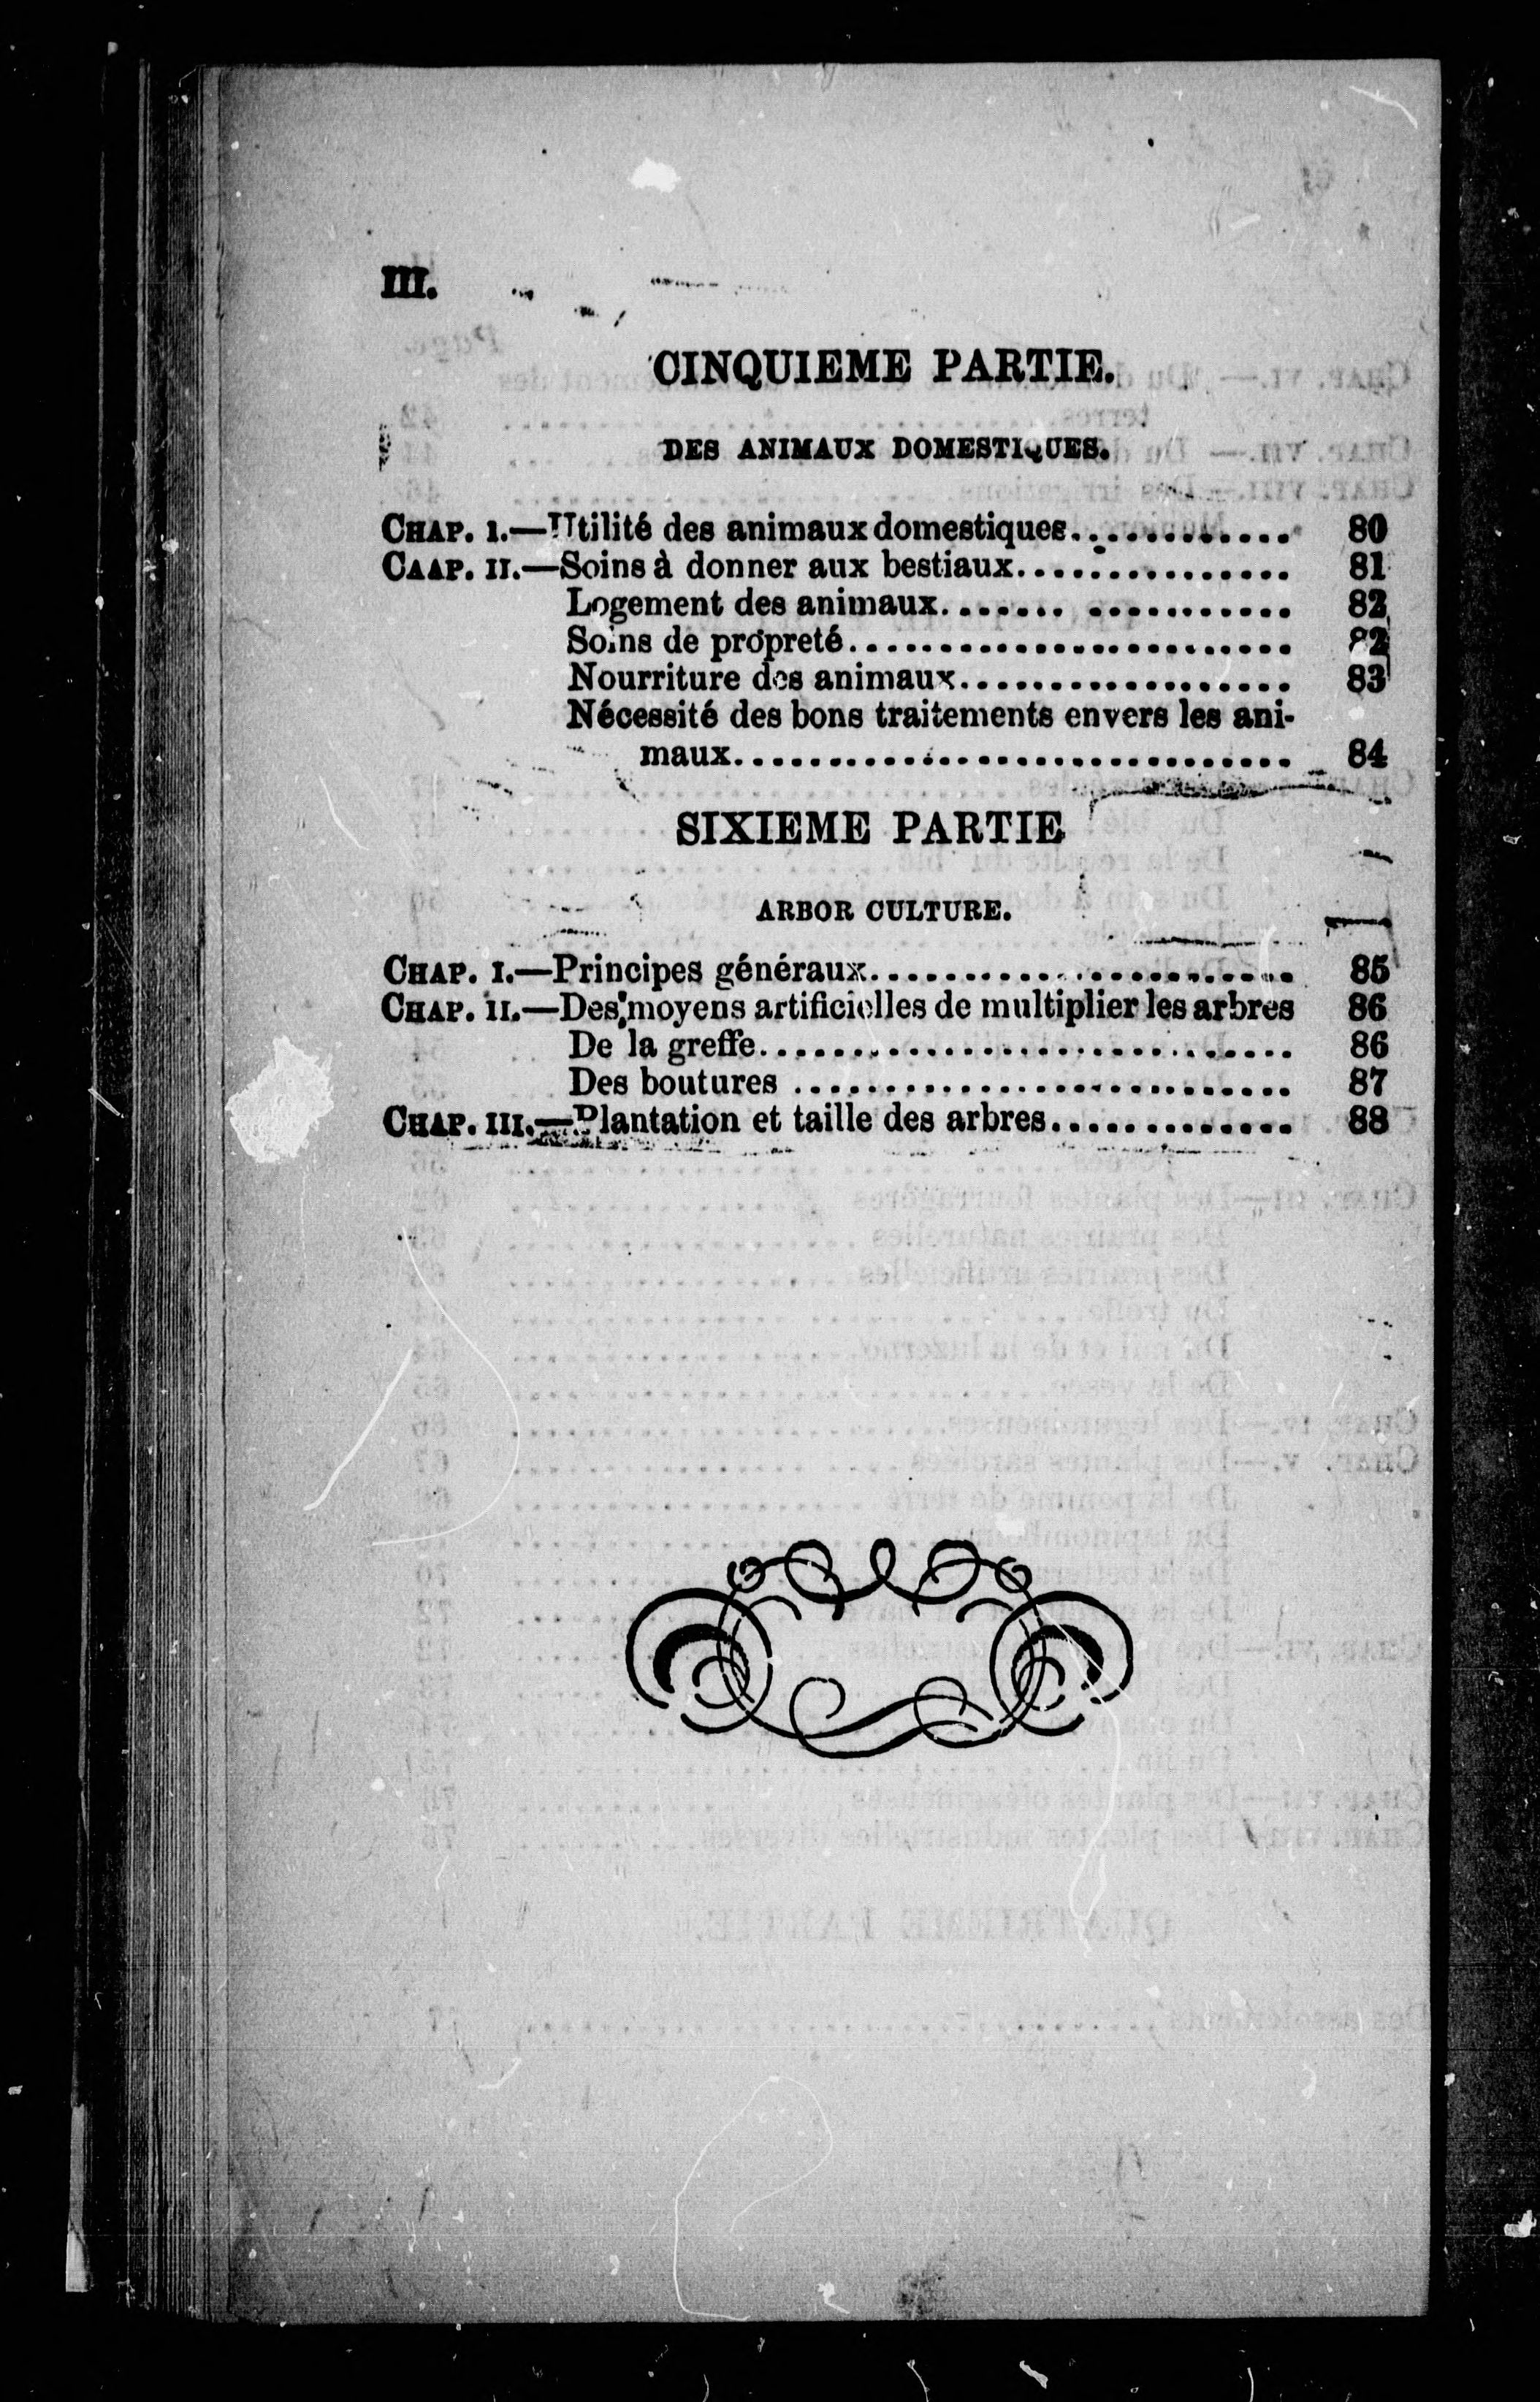 III.
CINQUIEME PARTIE.
DES ANIMAUX DOMESTIQUES.
CHAP. I.—Utilité des animaux domestiques............. 80
CAAP. II.—Soins à donner aux bestiaux............... 81
Logement des animaux....... ........... 82
Soins de propreté........................ 82
Nourriture des animaux.................. 83
Nécessité des bons traitements envers les ani-
maux.............................. 84
SIXIEME PARTIE
ARBOR CULTURE.
CHAP. I.—Principes généraux....................... 85
CHAP. II.—Des moyens artificielles de multiplier les arbres 86
De la greffe............................. 86
Des boutures ........................... 87
CHAP. III.—Plantation et taille des arbres............. 88